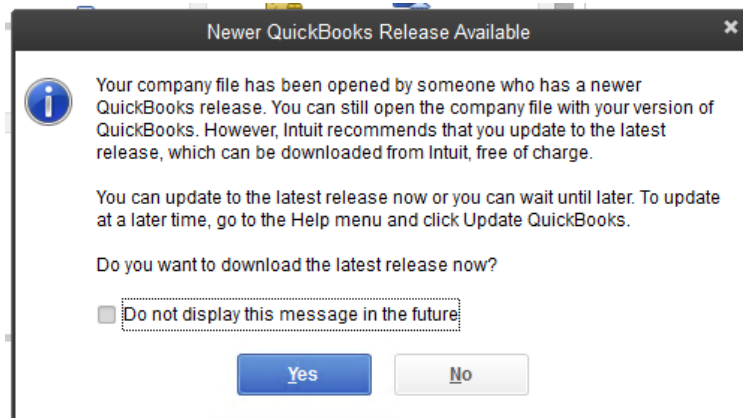 Newer QuickBooks Release Available
Your company file has been opened by someone who has a newer
QuickBooks release. You can still open the company file with your version of
QuickBooks. However, Intuit recommends that you update to the latest
release, which can be downloaded from Intuit, free of charge.
You can update to the latest release now or you can wait until later. To update
at a later time, go to the Help menu and click Update QuickBooks.
Do you want to download the latest release now?
Do not display this message in the future
Yes
No